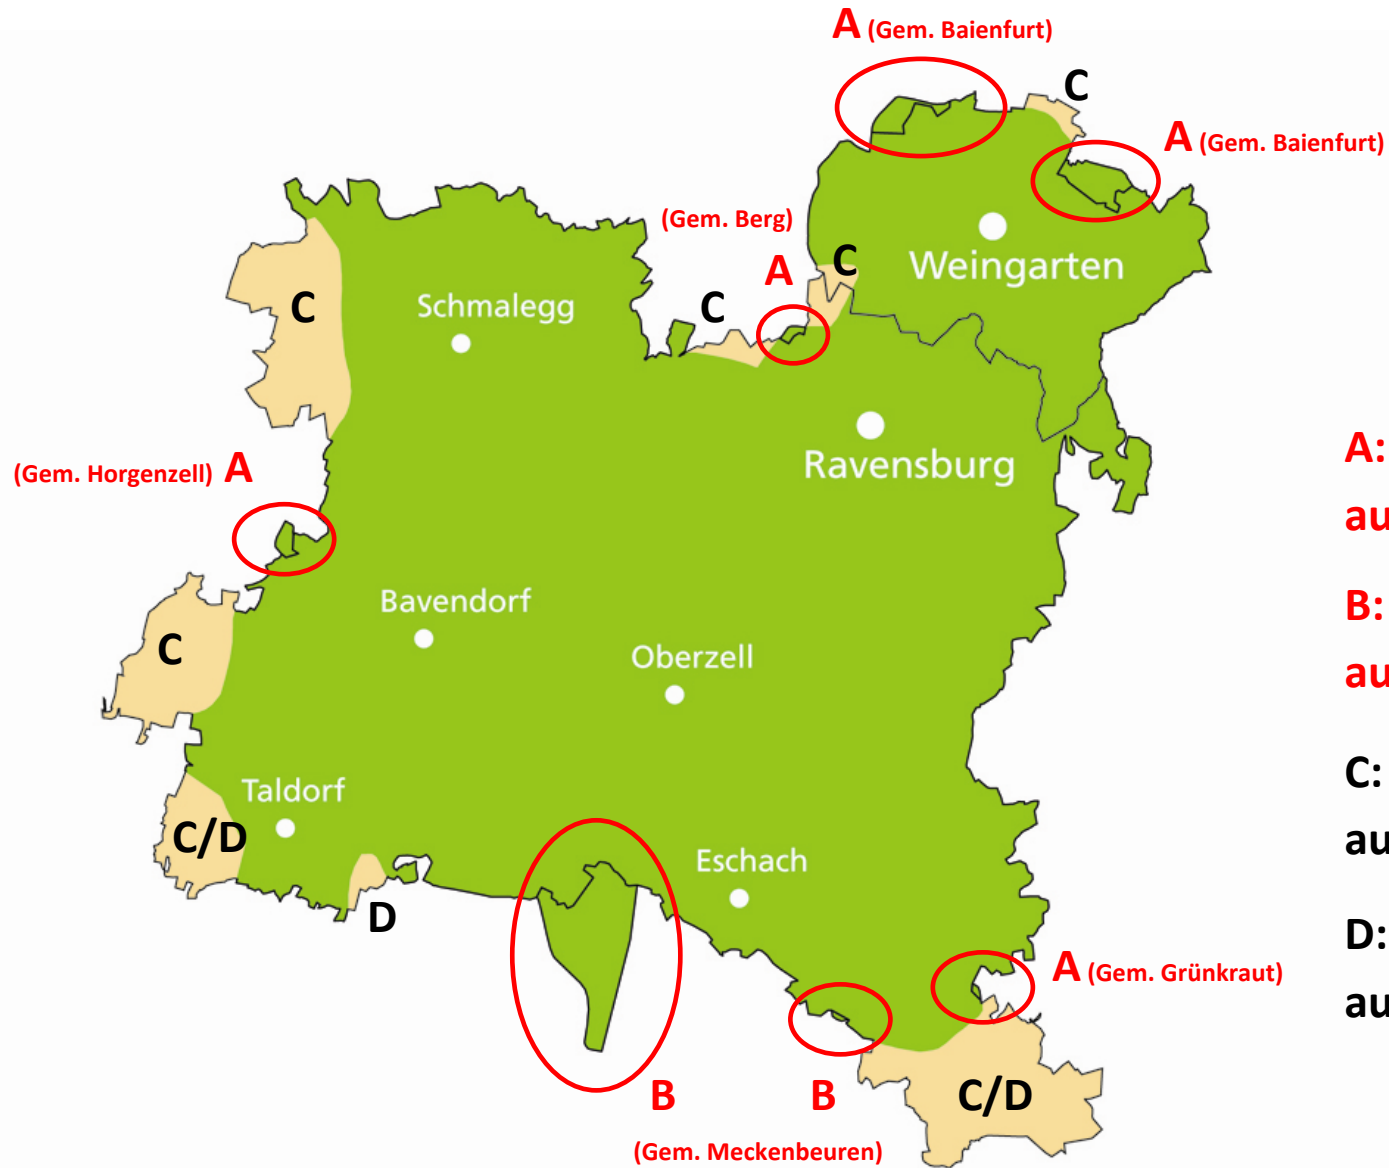 A (Gem. Baienfurt)
C
A (Gem. Baienfurt)
(Gem. Berg)
A
C
Weingarten
C
C
Schmalegg
Ravensburg
(Gem. Horgenzell) A
A:
au
Bavendorf
B:
au
C
Oberzell
C:
au
Taldorf
C/D
Eschach
D
D:
au
A (Gem. Grünkraut)
B
B
C/D
(Gem. Meckenbeuren)